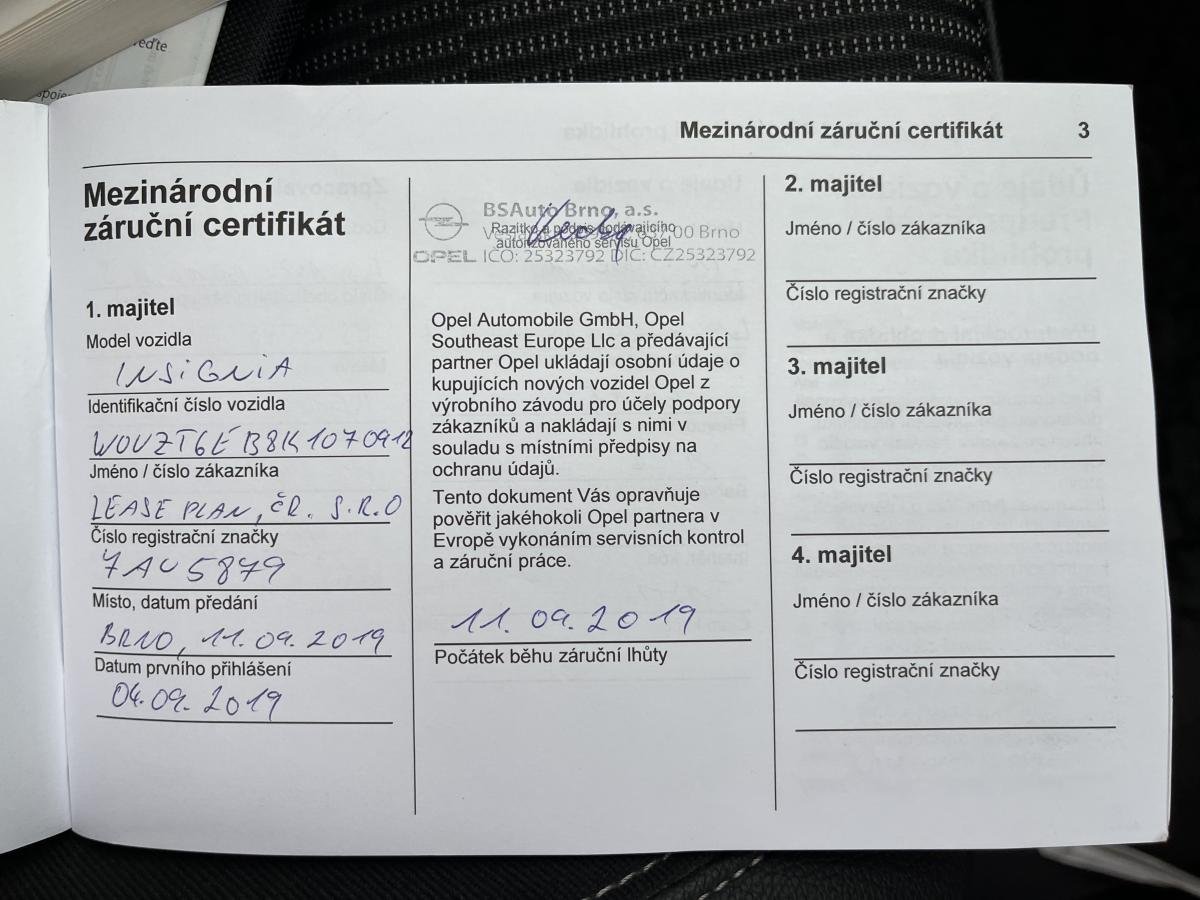 veďte
Mezinárodní záruční certifikát 3
Mezinárodní
záruční certifikát
1. majitel
Model vozidla
INSIGNIA
Identifikační číslo vozidla
W0VZT6EB8K1070912
Jméno / číslo zákazníka
LEASE PLAN, ČR. S.R.O
Číslo registrační značky
7AU5879
Místo, datum předání
BRNO, 11.09.2019
Datum prvního přihlášení
04.09.2019
BSAuto Brno, a.s.
00 Brno
Razítko a podpis dodávajícího
autorizovaného servisu Opel
OPEL IČO: 25323792 DIČ: CZ25323792
Opel Automobile GmbH, Opel
Southeast Europe Llc a předávající
partner Opel ukládají osobní údaje o
kupujících nových vozidel Opel z
výrobního závodu pro účely podpory
zákazníků a nakládají s nimi v
souladu s místními předpisy na
ochranu údajů.
Tento dokument Vás opravňuje
pověřit jakéhokoli Opel partnera v
Evropě vykonáním servisních kontrol
a záruční práce.
11.09.2019
Počátek běhu záruční lhůty
2. majitel
Jméno / číslo zákazníka
Číslo registrační značky
3. majitel
Jméno / číslo zákazníka
Číslo registrační značky
4. majitel
Jméno / číslo zákazníka
Číslo registrační značky